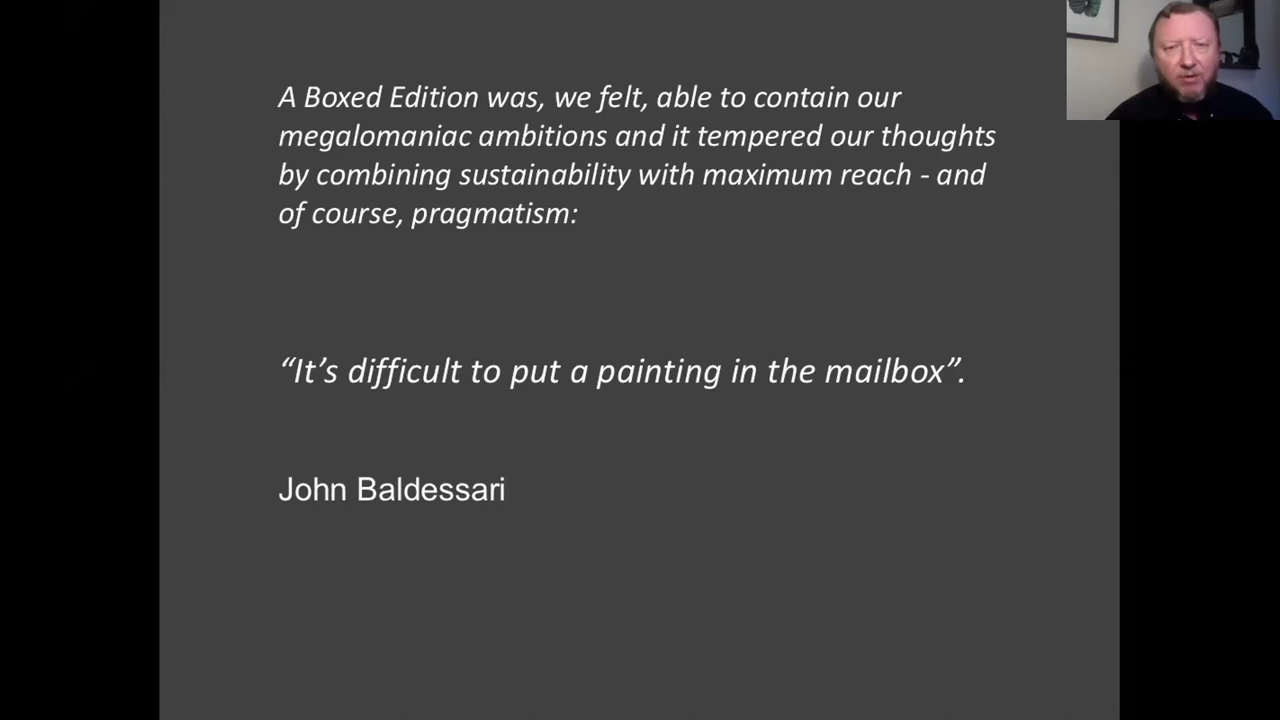 A Boxed Edition was, we felt, able to contain our
megalomaniac ambitions and it tempered our thoughts
by combining sustainability with maximum reach - and
of course, pragmatism:
“It’s difficult to put a painting in the mailbox”.
John Baldessari